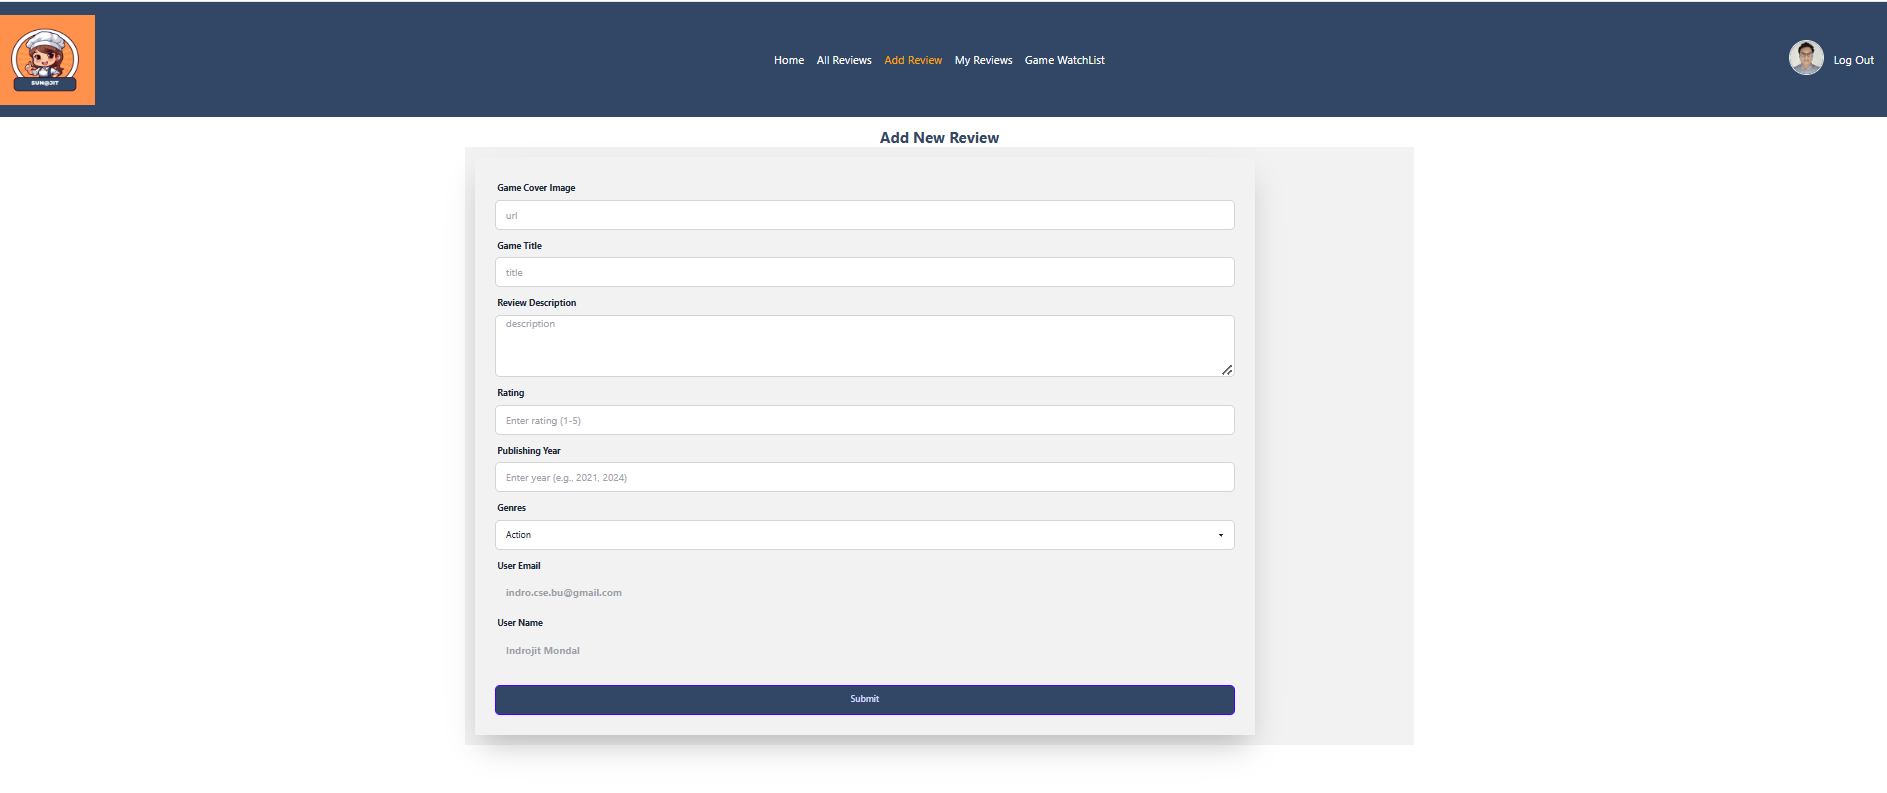 SUN@JIT
Home All Reviews Add Review My Reviews Game WatchList
Log Out
Add New Review
Game Cover Image
url
Game Title
title
Review Description
description
Rating
Enter rating (1-5)
Publishing Year
Enter year (e.g., 2021, 2024)
Genres
Action
User Email
indro.cse.bu@gmail.com
User Name
Indrojit Mondal
Submit